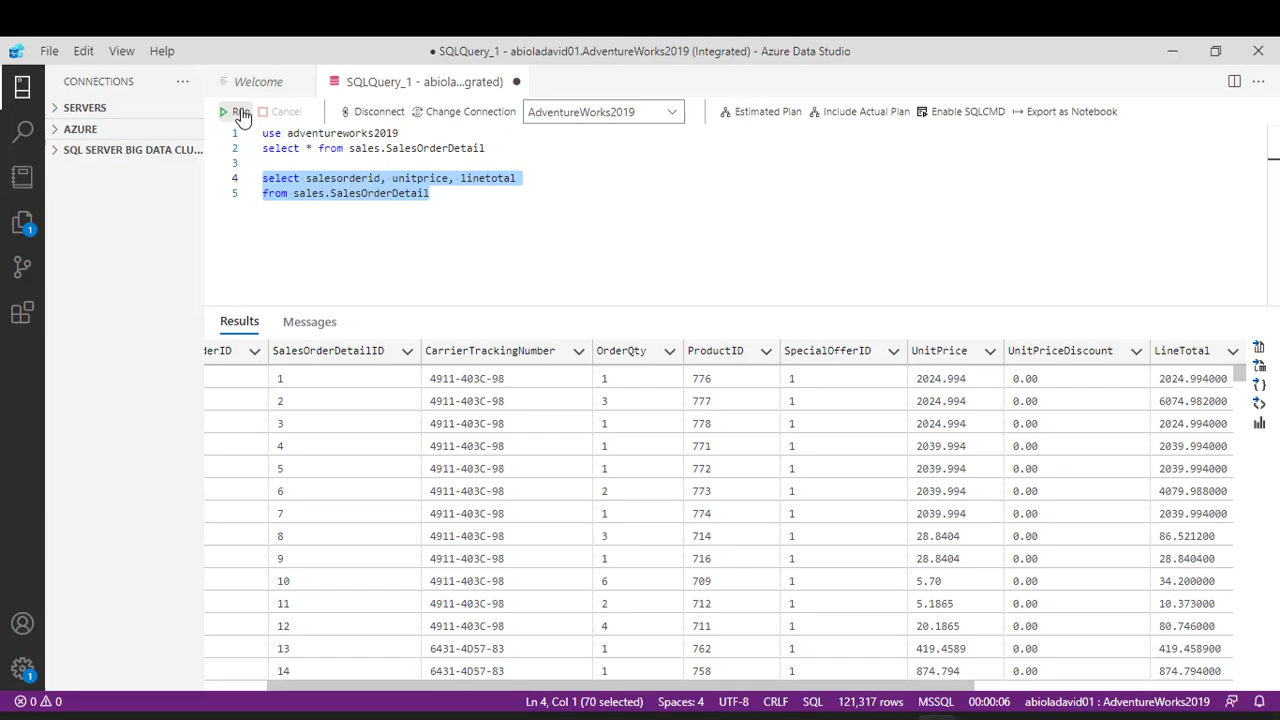 File Edit View Help
● SQLQuery_1 - abioladavid01.AdventureWorks2019 (Integrated) - Azure Data Studio
CONNECTIONS
Welcome
SQLQuery_1 - abiola...grated) ●
SERVERS
AZURE
SQL SERVER BIG DATA CLU...
Cancel Disconnect Change Connection AdventureWorks2019 Estimated Plan Include Actual Plan Enable SQLCMD Export as Notebook
1 use adventureworks2019
2 select * from sales.SalesOrderDetail
3
4 select salesorderid, unitprice, linetotal
5 from sales.SalesOrderDetail
1
Results Messages
derID SalesOrderDetailID CarrierTrackingNumber OrderQty ProductID SpecialOfferID UnitPrice UnitPriceDiscount LineTotal
1 4911-403C-98 1 776 1 2024.994 0.00 2024.994000
2 4911-403C-98 3 777 1 2024.994 0.00 6074.982000
3 4911-403C-98 1 778 1 2024.994 0.00 2024.994000
4 4911-403C-98 1 771 1 2039.994 0.00 2039.994000
5 4911-403C-98 1 772 1 2039.994 0.00 2039.994000
6 4911-403C-98 2 773 1 2039.994 0.00 4079.988000
7 4911-403C-98 1 774 1 2039.994 0.00 2039.994000
8 4911-403C-98 3 714 1 28.8404 0.00 86.521200
9 4911-403C-98 1 716 1 28.8404 0.00 28.840400
10 4911-403C-98 6 709 1 5.70 0.00 34.200000
11 4911-403C-98 2 712 1 5.1865 0.00 10.373000
12 4911-403C-98 4 711 1 20.1865 0.00 80.746000
13 6431-4D57-83 1 762 1 419.4589 0.00 419.458900
14 6431-4D57-83 1 758 1 874.794 0.00 874.794000
1
0 0 Ln 4, Col 1 (70 selected) Spaces: 4 UTF-8 CRLF SQL 121,317 rows MSSQL 00:00:06 abioladavid01 : AdventureWorks2019